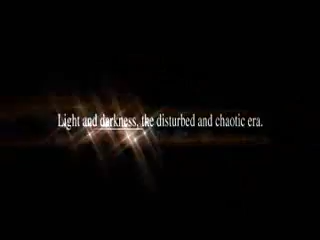 Light and darkness, the disturbed and chaotic era.